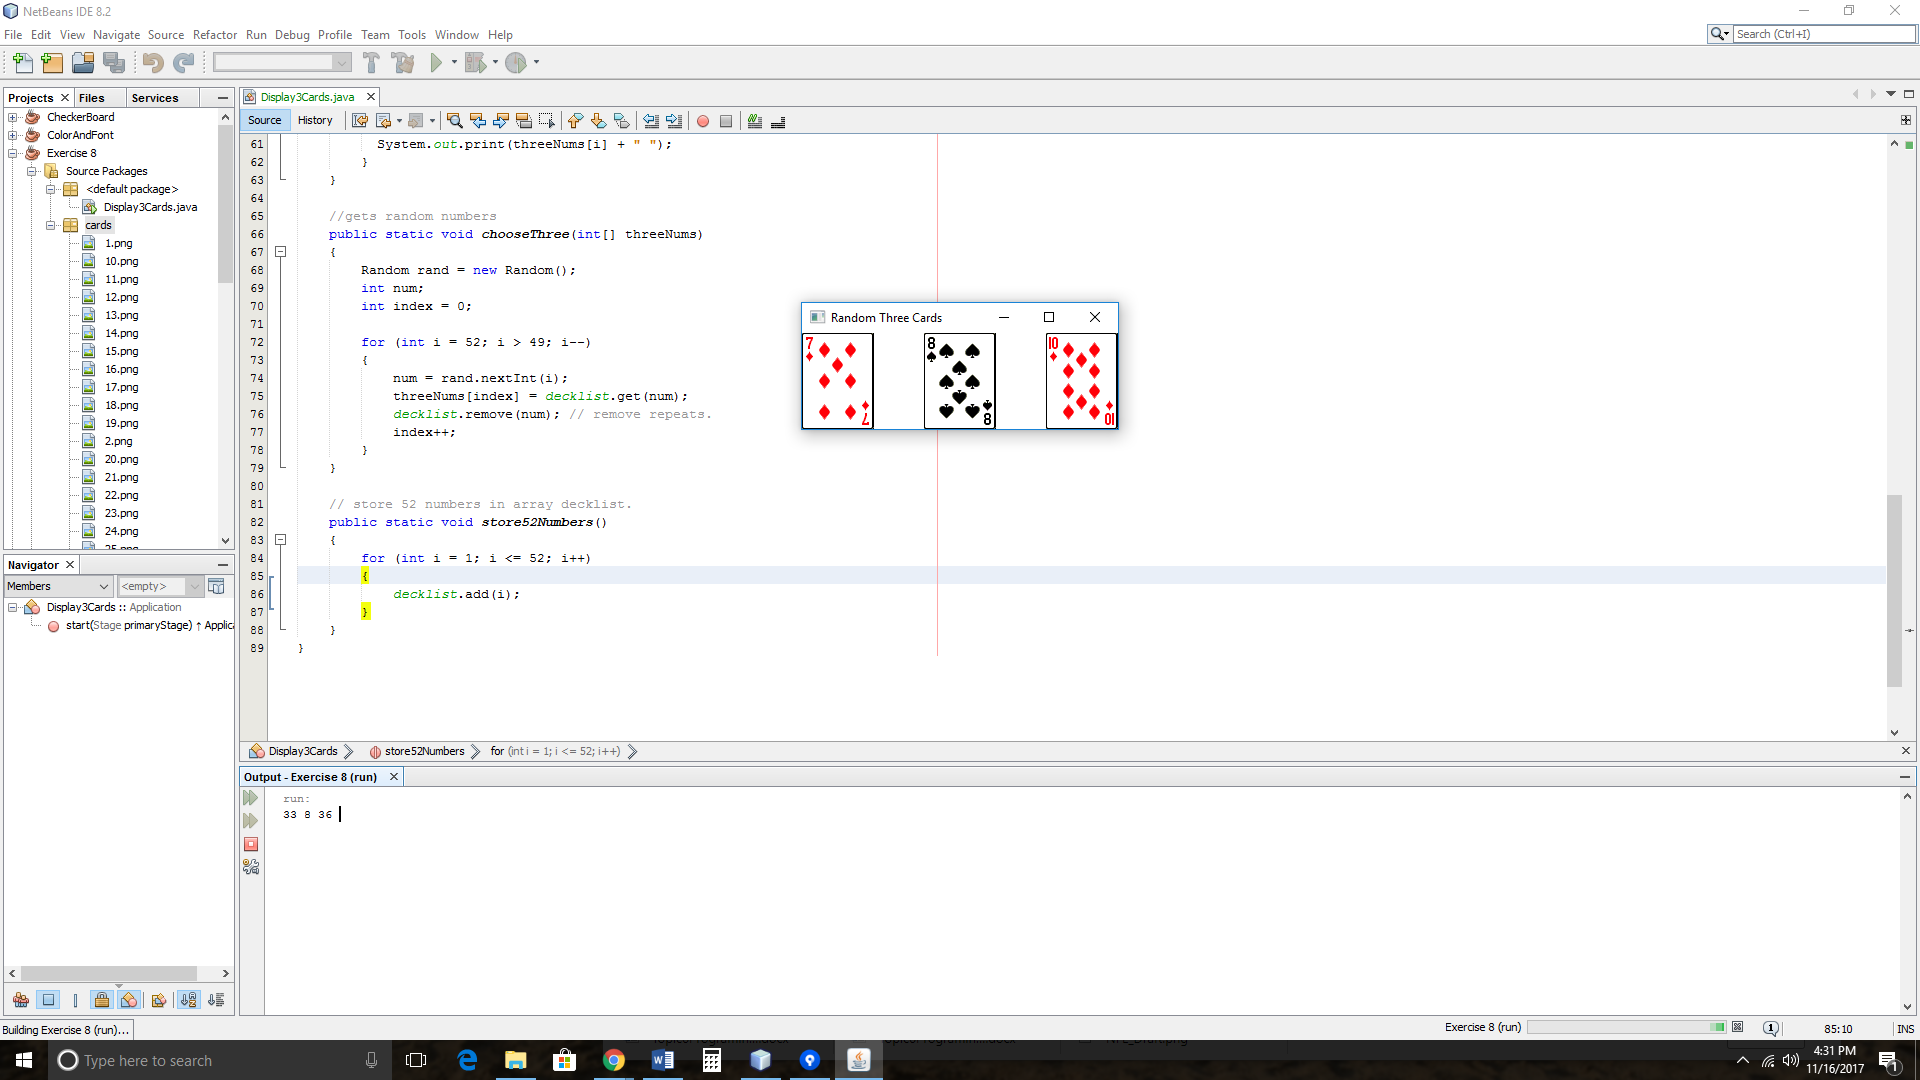 NetBeans IDE 8.2
File Edit View Navigate Source Refactor Run Debug Profile Team Tools Window Help
Search (Ctrl+I)
Projects Files Services
CheckerBoard
ColorAndFont
Exercise 8
Source Packages
<default package>
Display3Cards.java
cards
1.png
10.png
11.png
12.png
13.png
14.png
15.png
16.png
17.png
18.png
19.png
2.png
20.png
21.png
22.png
23.png
24.png
Navigator
Members <empty>
Display3Cards :: Application
start(Stage primaryStage) ↑ Applic
Building Exercise 8 (run)...
Display3Cards.java
Source History
61 System.out.print(threeNums[i] + " ");
62 }
63 }
64
65 //gets random numbers
66 public static void chooseThree(int[] threeNums)
67 {
68 Random rand = new Random();
69 int num;
70 int index = 0;
71
72 for (int i = 52; i > 49; i--)
73 {
74 num = rand.nextInt(i);
75 threeNums[index] = decklist.get(num);
76 decklist.remove(num); // remove repeats.
77 index++;
78 }
79 }
80
81 // store 52 numbers in array decklist.
82 public static void store52Numbers()
83 {
84 for (int i = 1; i <= 52; i++)
85 {
86 decklist.add(i);
87 }
88 }
89 }
Random Three Cards
7 8 10
7 8 10
Display3Cards store52Numbers for (int i = 1; i <= 52; i++)
Output - Exercise 8 (run)
run:
33 8 36
Exercise 8 (run) 1 85:10 INS
Type here to search
4:31 PM
11/16/2017
1